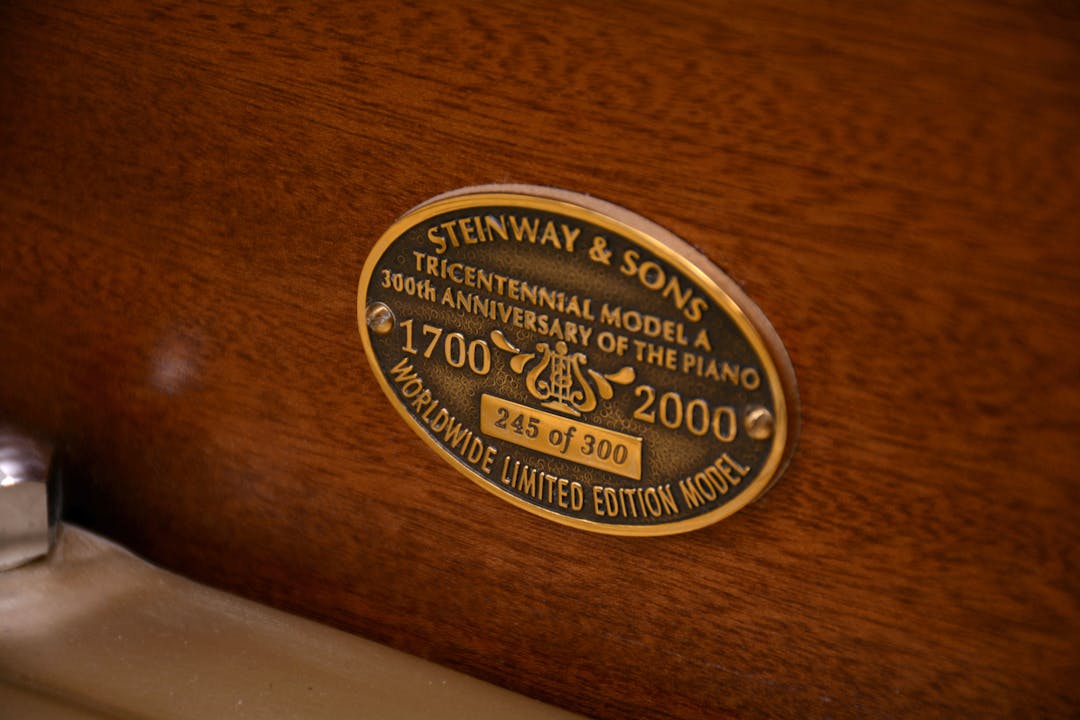 STEINWAY & SONS
TRICENTENNIAL MODEL A
300th ANNIVERSARY OF THE PIANO
1700 2000
245 of 300
WORLDWIDE LIMITED EDITION MODEL